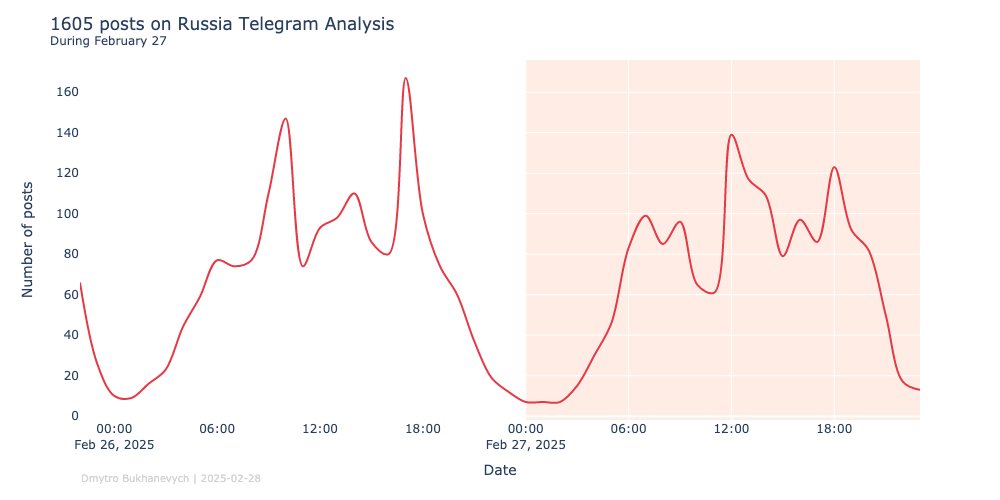 1605 posts on Russia Telegram Analysis
During February 27
Number of posts
160
140
120
100
80
60
40
20
0
00:00 06:00 12:00 18:00 00:00 06:00 12:00 18:00
Feb 26, 2025 Feb 27, 2025
Date
Dmytro Bukhanevych | 2025-02-28